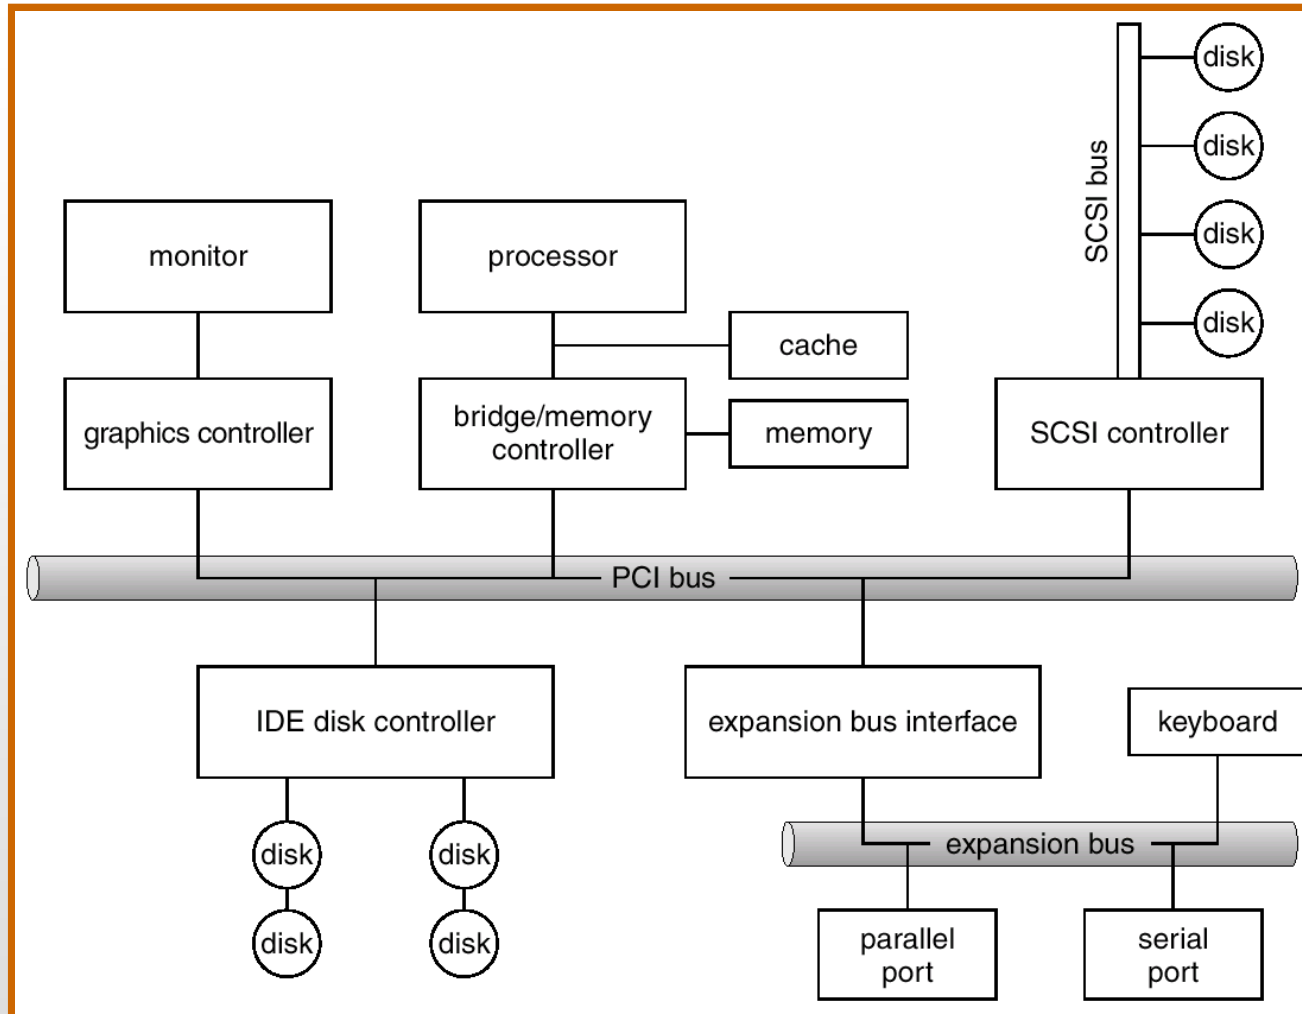 disk
disk
SCSI bus
disk
disk
monitor
processor
cache
graphics controller
bridge/memory
controller
memory
SCSI controller
PCI bus
IDE disk controller
expansion bus interface
keyboard
disk
disk
expansion bus
disk
disk
parallel
port
serial
port